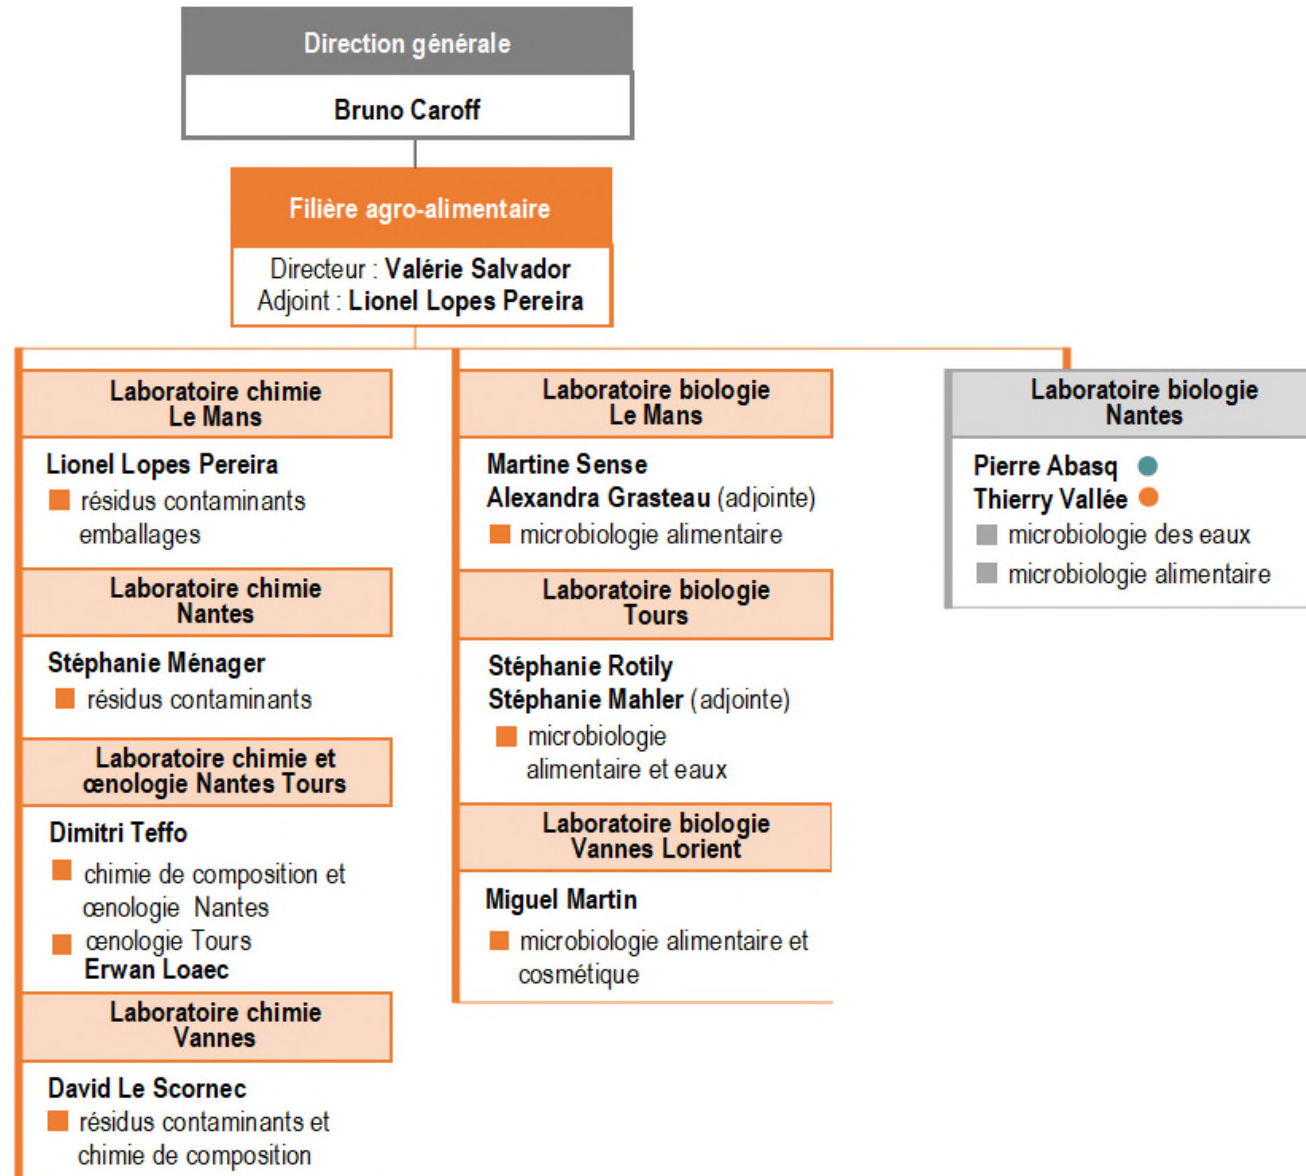 Direction générale
Bruno Caroff
Filière agro-alimentaire
Directeur : Valérie Salvador
Adjoint : Lionel Lopes Pereira
Laboratoire chimie
Le Mans
Lionel Lopes Pereira
résidus contaminants
emballages
Laboratoire chimie
Nantes
Stéphanie Ménager
résidus contaminants
Laboratoire chimie et
œnologie Nantes Tours
Dimitri Teffo
chimie de composition et
œnologie Nantes
œnologie Tours
Erwan Loaec
Laboratoire chimie
Vannes
David Le Scornec
résidus contaminants et
chimie de composition
Laboratoire biologie
Le Mans
Martine Sense
Alexandra Grasteau (adjointe)
microbiologie alimentaire
Laboratoire biologie
Tours
Stéphanie Rotily
Stéphanie Mahler (adjointe)
microbiologie
alimentaire et eaux
Laboratoire biologie
Vannes Lorient
Miguel Martin
microbiologie alimentaire et
cosmétique
Laboratoire biologie
Nantes
Pierre Abasq
Thierry Vallée
microbiologie des eaux
microbiologie alimentaire